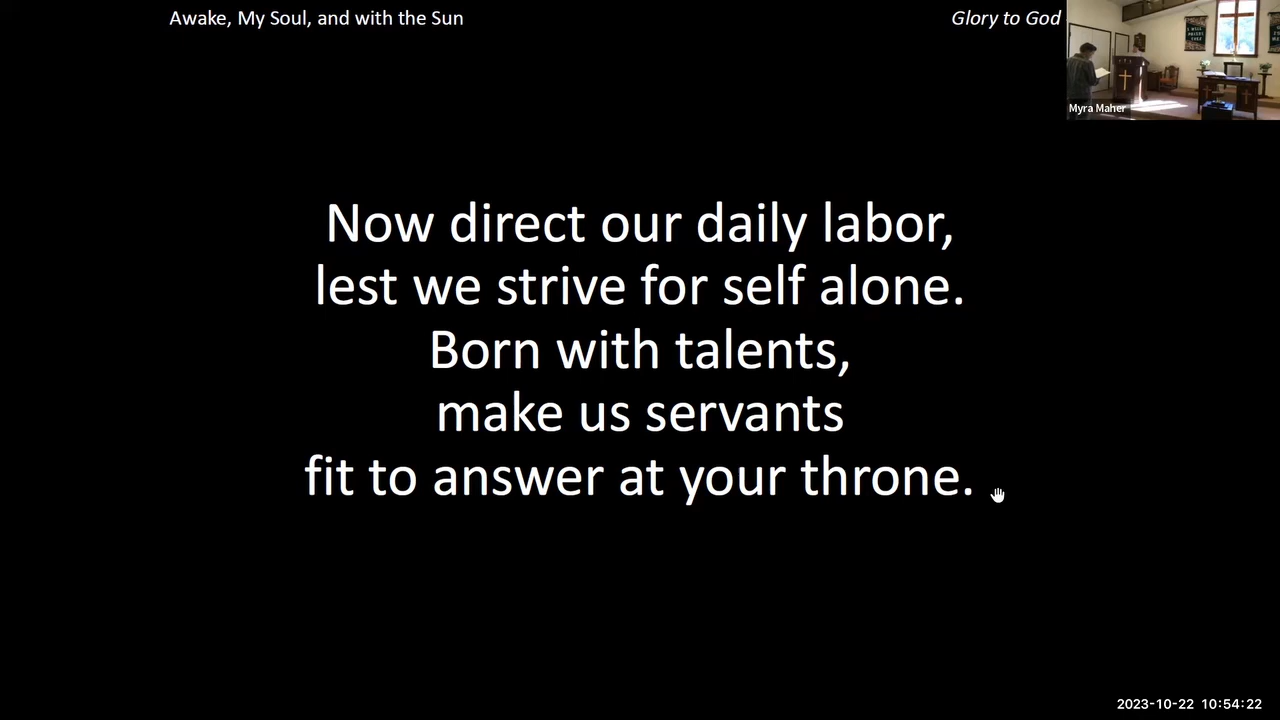 Awake, My Soul, and with the Sun
Glory to God
Myra Maher
Now direct our daily labor,
lest we strive for self alone.
Born with talents,
make us servants
fit to answer at your throne.
2023-10-22 10:54:22